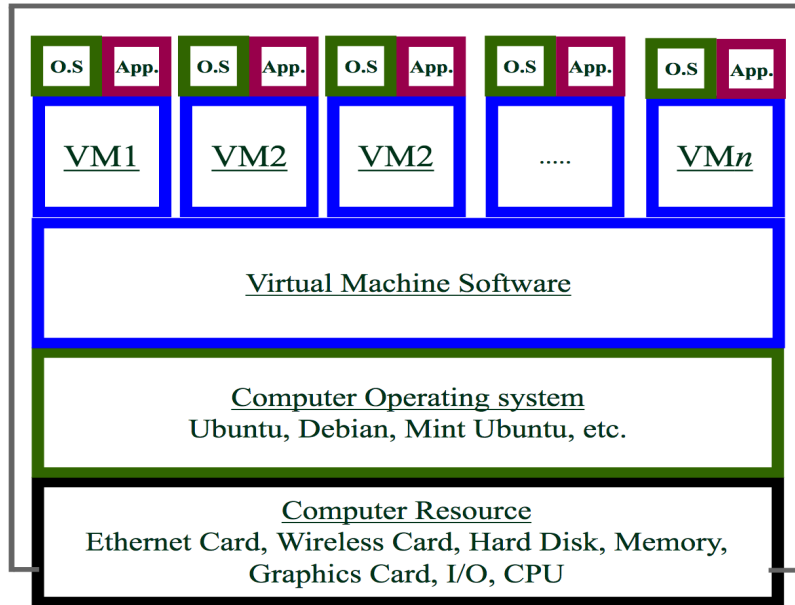 O.S App. O.S App. O.S App. O.S App. O.S App.
VM1 VM2 VM2 ..... VMn
Virtual Machine Software
Computer Operating system
Ubuntu, Debian, Mint Ubuntu, etc.
Computer Resource
Ethernet Card, Wireless Card, Hard Disk, Memory,
Graphics Card, I/O, CPU